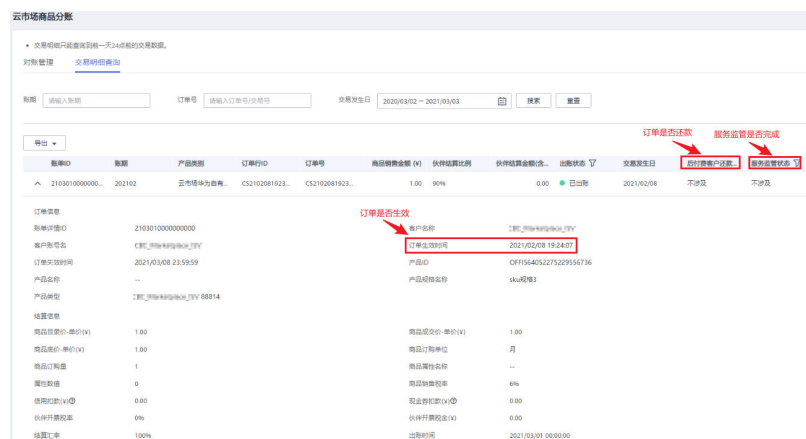 云市场商品分账
• 交易明细只能查询到前一天24点前的交易数据。
对账管理 交易明细查询
账期 请输入账期 订单号 请输入订单号/交易号 交易发生日 2020/03/02 – 2021/03/03 搜索 重置
订单是否还款 服务监管是否完成
导出
账单ID 账期 产品类别 订单行ID 订单号 商品销售金额 (¥) 伙伴结算比例 伙伴结算金额(含... 出账状态 交易发生日 后付费客户还款... 服务监管状态
2103010000000... 202102 云市场华为自有... CS2102081923... CS2102081923... 1.00 90% 0.00 已出账 2021/02/08 不涉及 不涉及
订单信息 订单是否生效
账单详情ID 2103010000000000 客户名称
客户账号名 订单生效时间 2021/02/08 19:24:07
订单失效时间 2021/03/08 23:59:59 产品ID OFFI564052275229556736
产品名称 -- 产品规格名称 sku规格3
产品类型 88814
结算信息
商品目录价-单价(¥) 1.00 商品成交价-单价(¥) 1.00
商品底价-单价(¥) 1.00 商品订购单位 月
商品订购量 1 商品属性名称 --
属性数值 0 商品销售税率 6%
信用扣款(¥) 0.00 现金券扣款(¥) 0.00
伙伴开票税率 0% 伙伴开票税金(¥) 0.00
结算汇率 100% 出账时间 2021/03/01 00:00:00